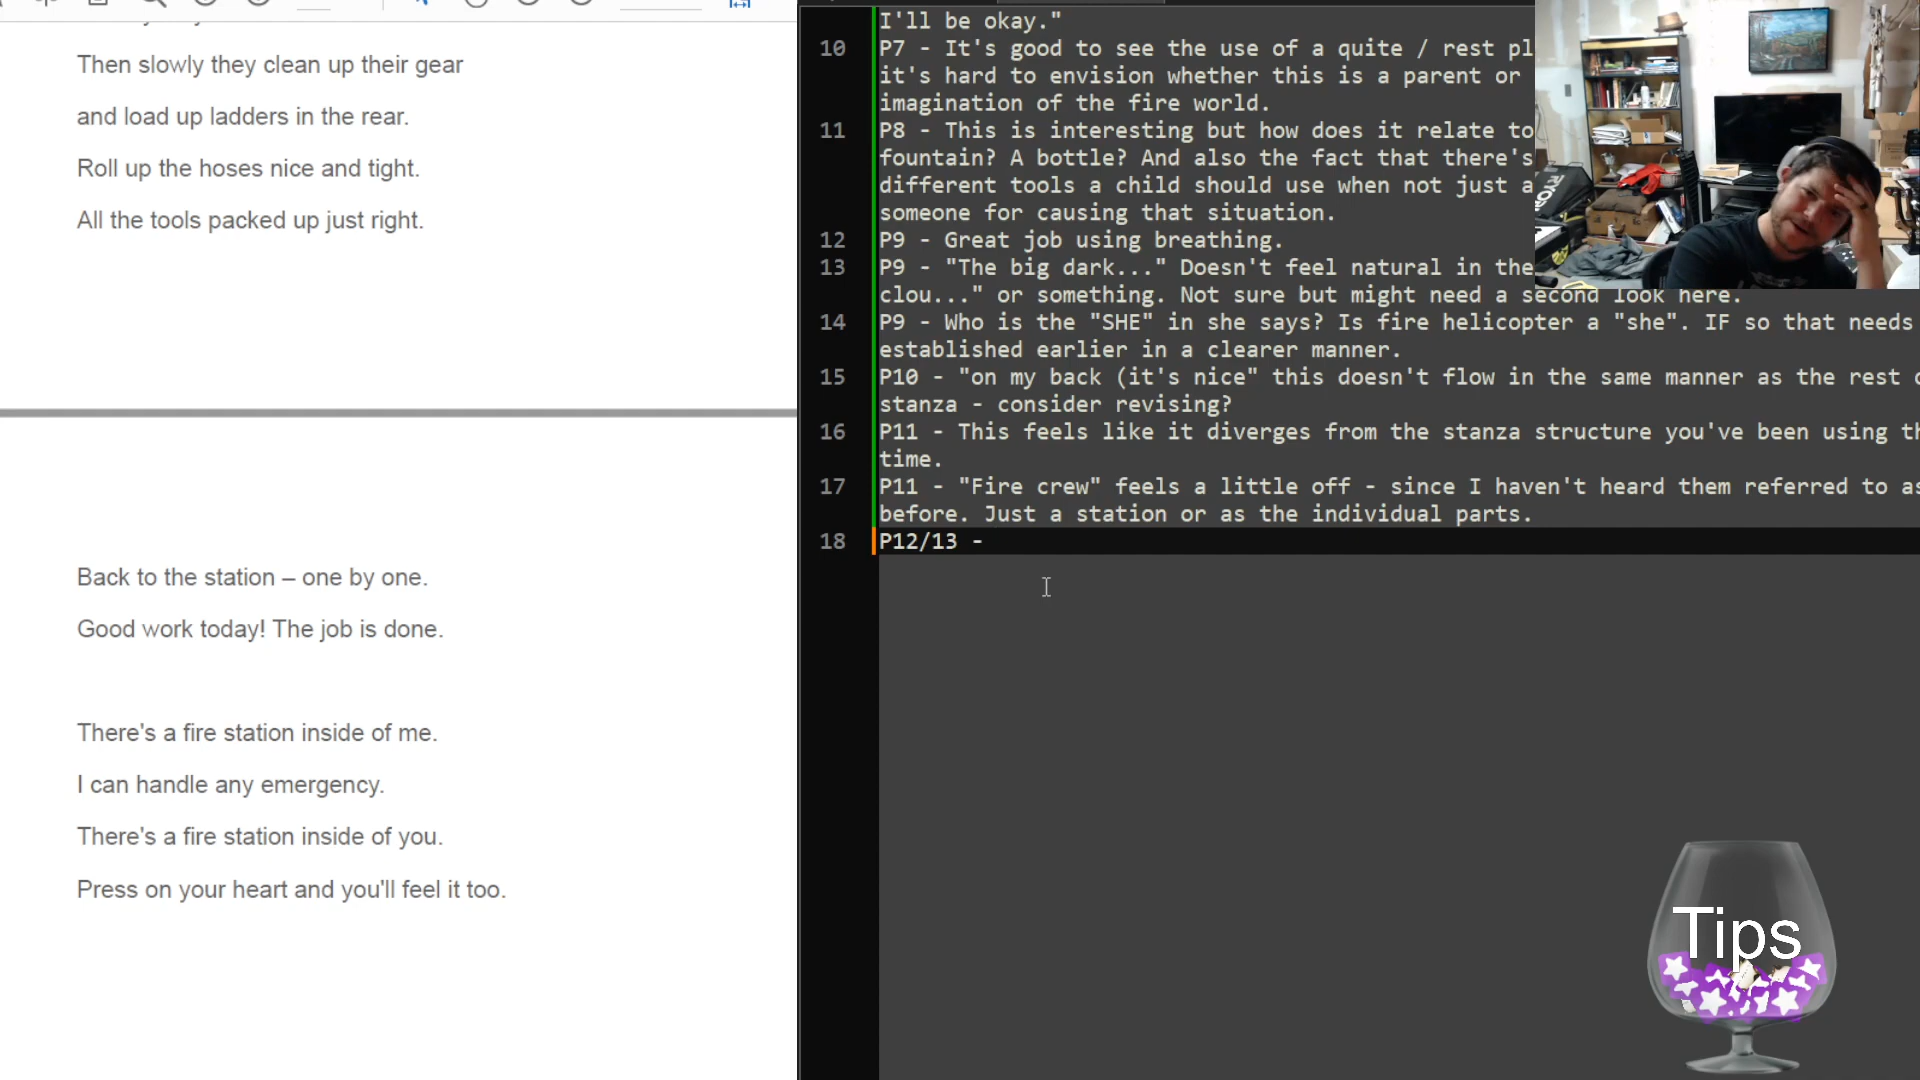 Then slowly they clean up their gear
and load up ladders in the rear.
Roll up the hoses nice and tight.
All the tools packed up just right.
Back to the station – one by one.
Good work today! The job is done.
There's a fire station inside of me.
I can handle any emergency.
There's a fire station inside of you.
Press on your heart and you'll feel it too.
I'll be okay."
10 P7 - It's good to see the use of a quite / rest pl
it's hard to envision whether this is a parent or
imagination of the fire world.
11 P8 - This is interesting but how does it relate to
fountain? A bottle? And also the fact that there's
different tools a child should use when not just a
someone for causing that situation.
12 P9 - Great job using breathing.
13 P9 - "The big dark..." Doesn't feel natural in the
clou..." or something. Not sure but might need a second look here.
14 P9 - Who is the "SHE" in she says? Is fire helicopter a "she". IF so that needs
established earlier in a clearer manner.
15 P10 - "on my back (it's nice" this doesn't flow in the same manner as the rest
stanza - consider revising?
16 P11 - This feels like it diverges from the stanza structure you've been using
time.
17 P11 - "Fire crew" feels a little off - since I haven't heard them referred to
before. Just a station or as the individual parts.
18 P12/13 -
RYOBI
Tips